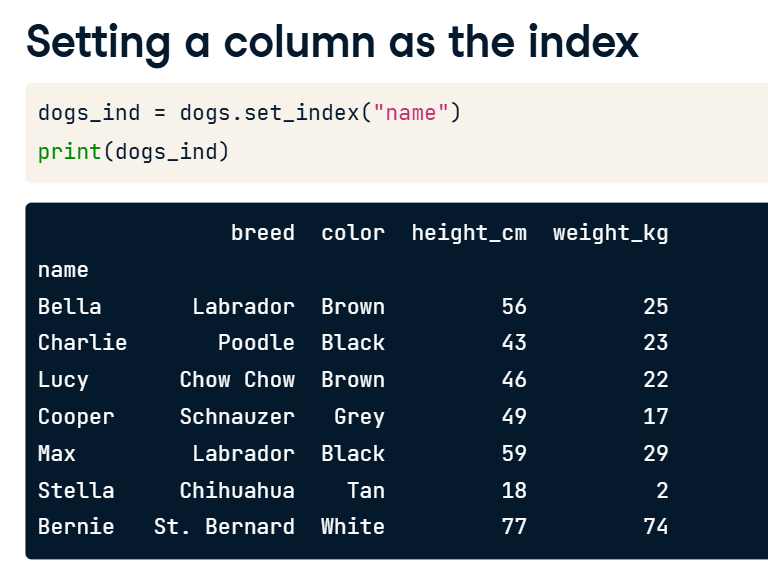 Setting a column as the index
dogs_ind = dogs.set_index("name")
print(dogs_ind)
breed color height_cm weight_kg
name
Bella Labrador Brown 56 25
Charlie Poodle Black 43 23
Lucy Chow Chow Brown 46 22
Cooper Schnauzer Grey 49 17
Max Labrador Black 59 29
Stella Chihuahua Tan 18 2
Bernie St. Bernard White 77 74